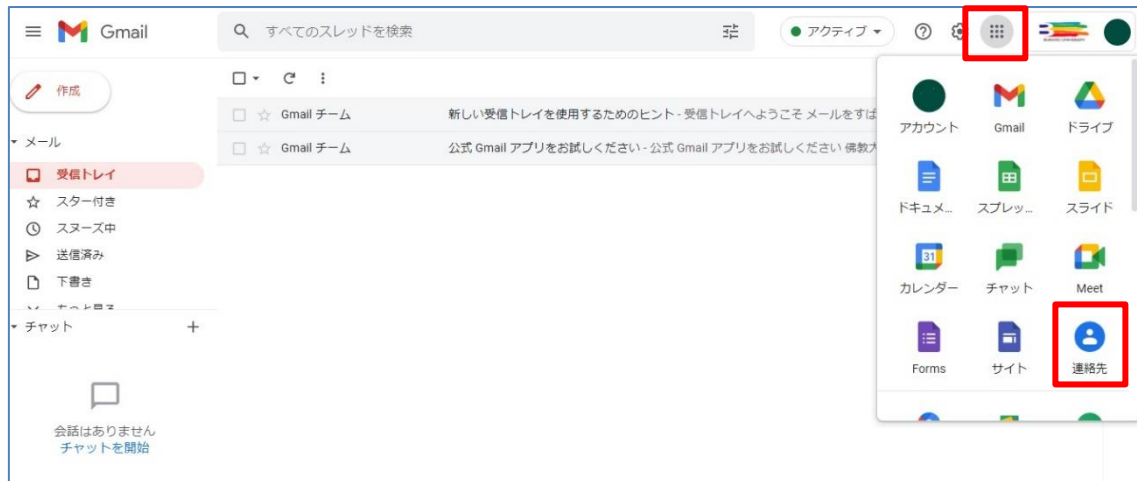 Gmail
すべてのスレッドを検索
アクティブ
作成
メール
受信トレイ
スター付き
スヌーズ中
送信済み
下書き
もっと見る
チャット
会話はありません
チャットを開始
Gmail チーム 新しい受信トレイを使用するためのヒント - 受信トレイへようこそ メールをすば
Gmail チーム 公式 Gmail アプリをお試しください - 公式 Gmail アプリをお試しください 佛教大
アカウント Gmail ドライブ
ドキュメ... スプレッ... スライド
31
カレンダー チャット Meet
Forms サイト 連絡先